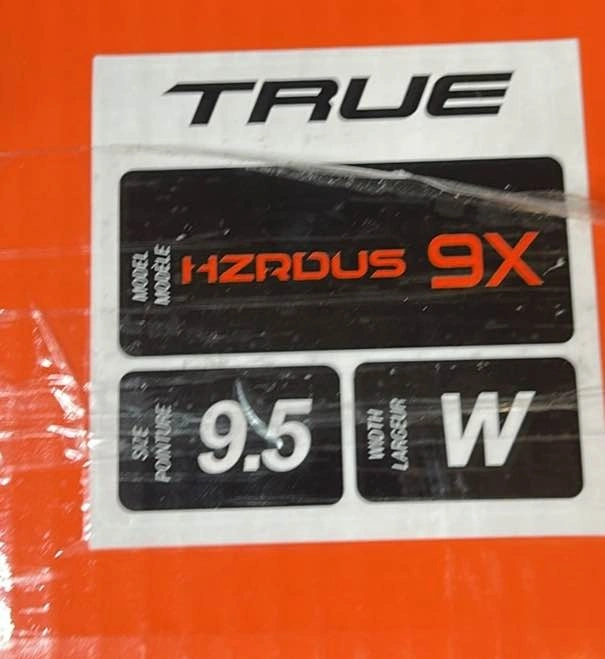 TRUE
MODEL
MODÈLE
HZRDUS 9X
SIZE
POINTURE
9.5
WIDTH
LARGEUR
W